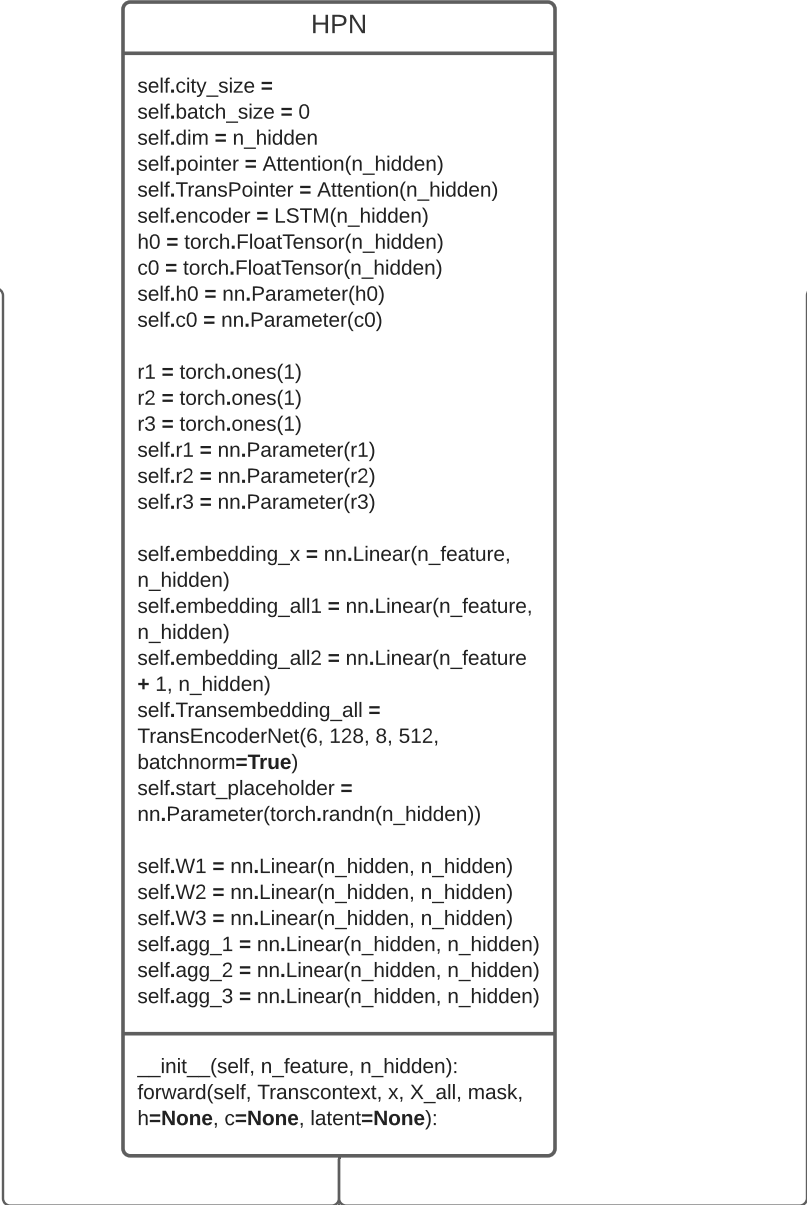 HPN
self.city_size =
self.batch_size = 0
self.dim = n_hidden
self.pointer = Attention(n_hidden)
self.TransPointer = Attention(n_hidden)
self.encoder = LSTM(n_hidden)
h0 = torch.FloatTensor(n_hidden)
c0 = torch.FloatTensor(n_hidden)
self.h0 = nn.Parameter(h0)
self.c0 = nn.Parameter(c0)
r1 = torch.ones(1)
r2 = torch.ones(1)
r3 = torch.ones(1)
self.r1 = nn.Parameter(r1)
self.r2 = nn.Parameter(r2)
self.r3 = nn.Parameter(r3)
self.embedding_x = nn.Linear(n_feature,
n_hidden)
self.embedding_all1 = nn.Linear(n_feature,
n_hidden)
self.embedding_all2 = nn.Linear(n_feature
+ 1, n_hidden)
self.Transembedding_all =
TransEncoderNet(6, 128, 8, 512,
batchnorm=True)
self.start_placeholder =
nn.Parameter(torch.randn(n_hidden))
self.W1 = nn.Linear(n_hidden, n_hidden)
self.W2 = nn.Linear(n_hidden, n_hidden)
self.W3 = nn.Linear(n_hidden, n_hidden)
self.agg_1 = nn.Linear(n_hidden, n_hidden)
self.agg_2 = nn.Linear(n_hidden, n_hidden)
self.agg_3 = nn.Linear(n_hidden, n_hidden)
__init__(self, n_feature, n_hidden):
forward(self, Transcontext, x, X_all, mask,
h=None, c=None, latent=None):